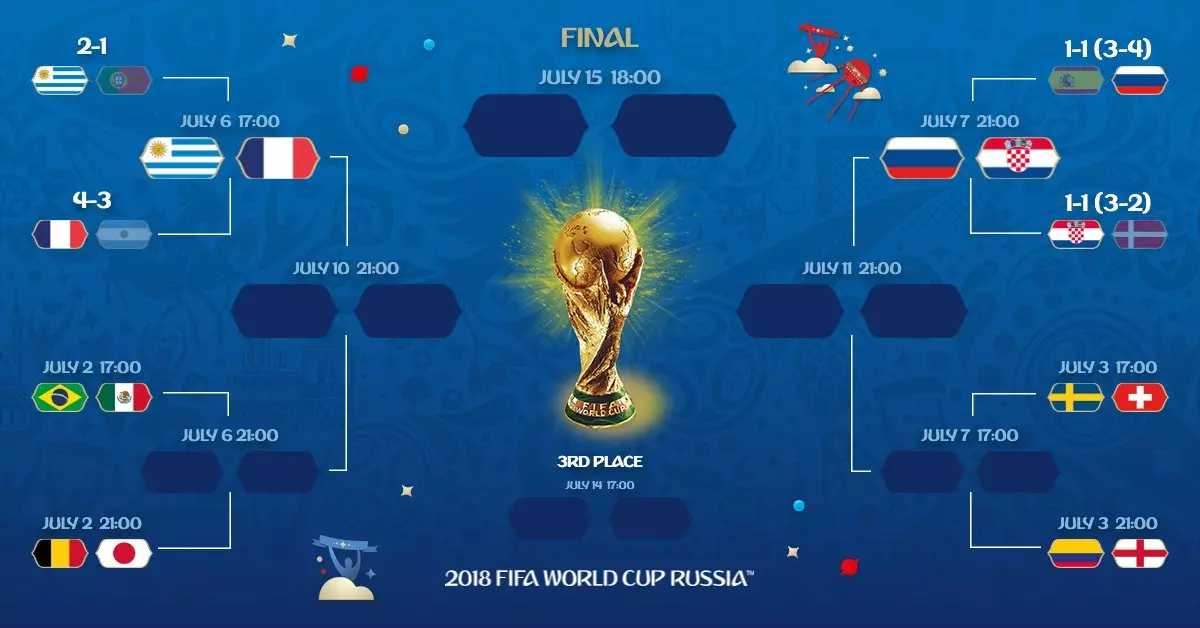 FINAL
JULY 15 18:00
2-1
1-1 (3-4)
JULY 6 17:00
JULY 7 21:00
4-3
1-1 (3-2)
JULY 10 21:00
JULY 11 21:00
JULY 2 17:00
JULY 3 17:00
FIFA
WORLD CUP
JULY 6 21:00
JULY 7 17:00
3RD PLACE
JULY 14 17:00
JULY 2 21:00
JULY 3 21:00
2018 FIFA WORLD CUP RUSSIA™